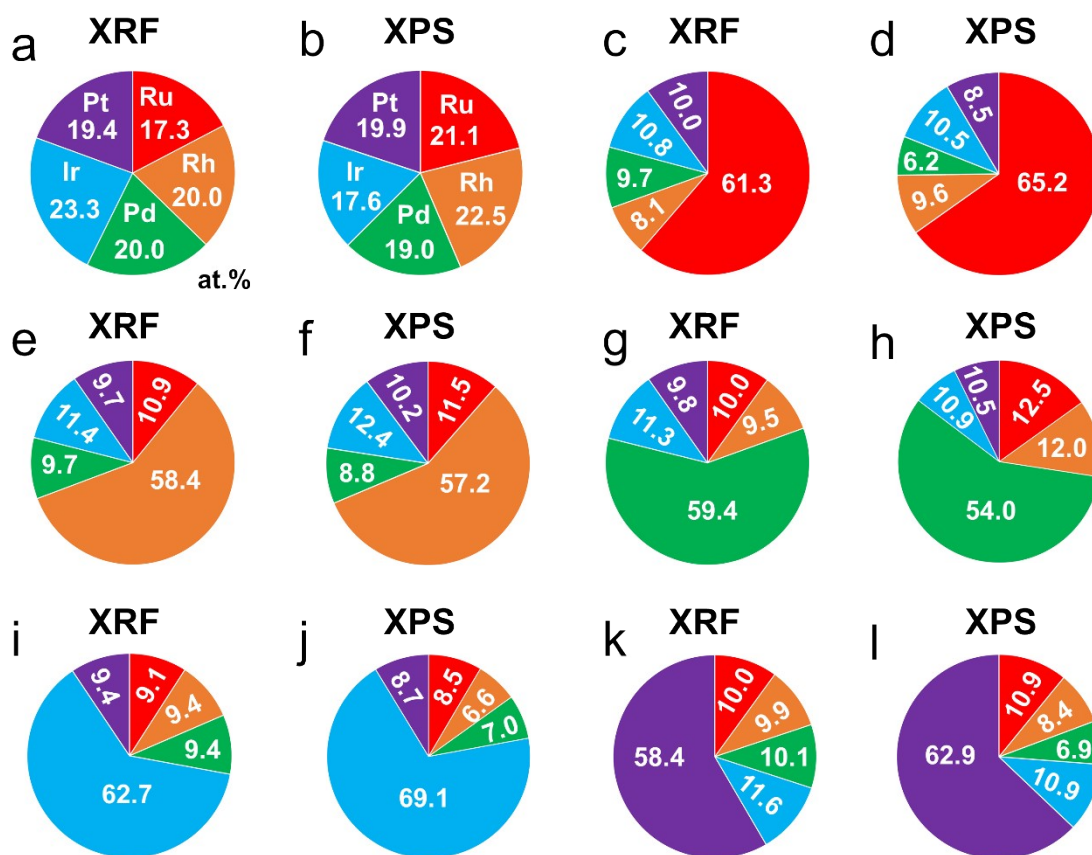 a
XRF
Pt
19.4
Ru
17.3
Rh
20.0
Pd
20.0
Ir
23.3
at.%
b
XPS
Pt
19.9
Ru
21.1
Rh
22.5
Pd
19.0
Ir
17.6
c
XRF
10.0
10.8
9.7
8.1
61.3
d
XPS
8.5
10.5
6.2
9.6
65.2
e
XRF
9.7
10.9
11.4
9.7
58.4
f
XPS
10.2
11.5
12.4
8.8
57.2
g
XRF
9.8
10.0
9.5
11.3
59.4
h
XPS
10.5
12.5
12.0
10.9
54.0
i
XRF
9.4
9.1
9.4
9.4
62.7
j
XPS
8.7
8.5
6.6
7.0
69.1
k
XRF
10.0
9.9
10.1
11.6
58.4
l
XPS
10.9
8.4
6.9
10.9
62.9